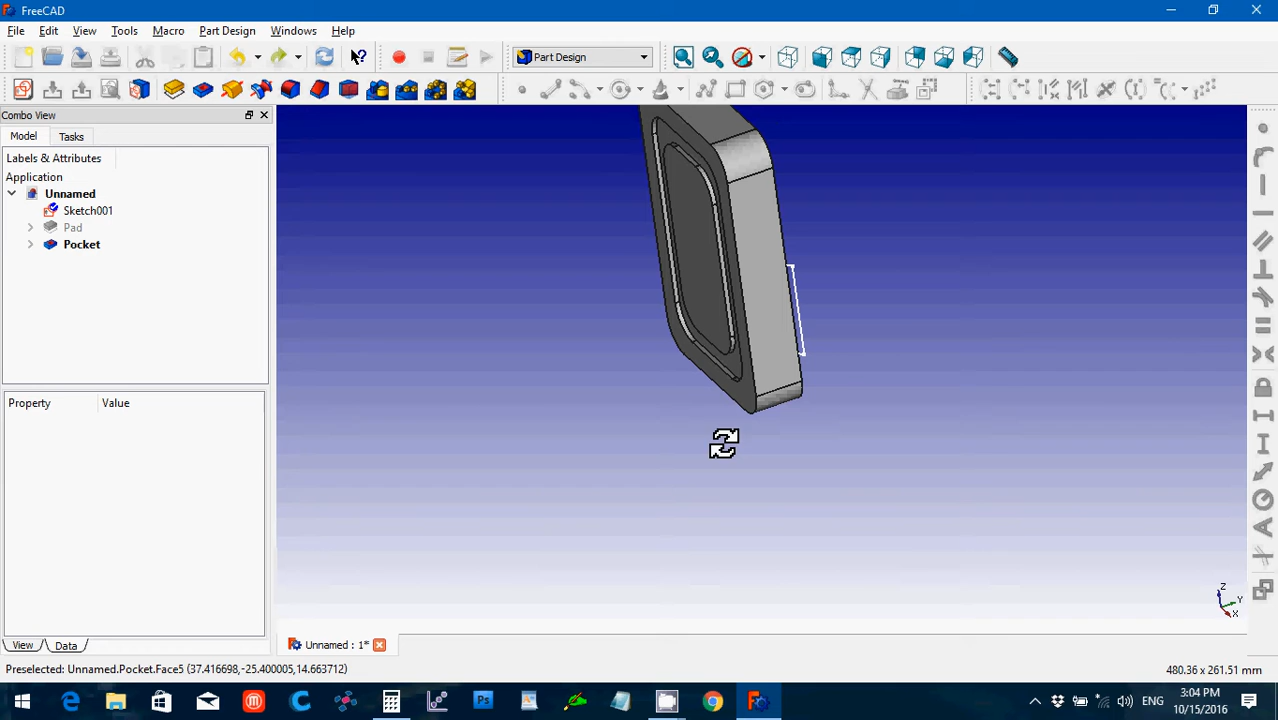 FreeCAD
File Edit View Tools Macro Part Design Windows Help
Part Design
Combo View
Model Tasks
Labels & Attributes
Application
Unnamed
Sketch001
Pad
Pocket
Property Value
View Data
Unnamed : 1*
Z
Y
X
Preselected: Unnamed.Pocket.Face5 (37.416698,-25.400005,14.663712)
480.36 x 261.51 mm
Ps
ENG
3:04 PM
10/15/2016